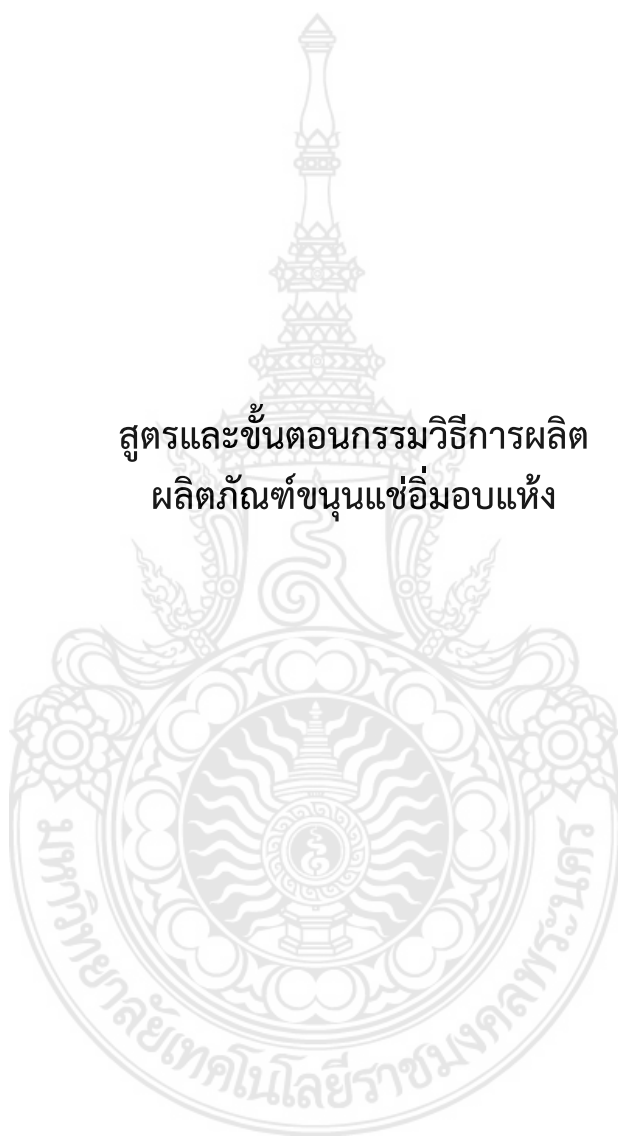 สูตรและขั้นตอนกรรมวิธีการผลิต
ผลิตภัณฑ์ขนุนแช่อิ่มอบแห้ง
มหาวิทยาลัยเทคโนโลยีราชมงคลพระนคร